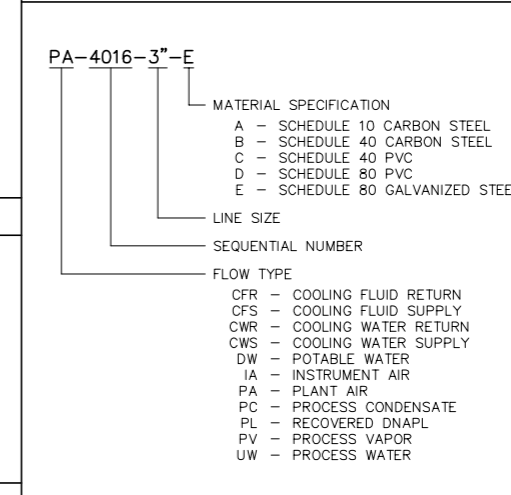 PA-4016-3"-E
MATERIAL SPECIFICATION
A - SCHEDULE 10 CARBON STEEL
B - SCHEDULE 40 CARBON STEEL
C - SCHEDULE 40 PVC
D - SCHEDULE 80 PVC
E - SCHEDULE 80 GALVANIZED STEE
LINE SIZE
SEQUENTIAL NUMBER
FLOW TYPE
CFR - COOLING FLUID RETURN
CFS - COOLING FLUID SUPPLY
CWR - COOLING WATER RETURN
CWS - COOLING WATER SUPPLY
DW - POTABLE WATER
IA - INSTRUMENT AIR
PA - PLANT AIR
PC - PROCESS CONDENSATE
PL - RECOVERED DNAPL
PV - PROCESS VAPOR
UW - PROCESS WATER